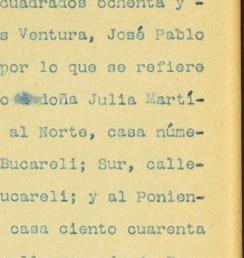 cuadrados ochenta y -
s Ventura, José Pablo
por lo que se refiere
o doña Julia Martí-
al Norte, casa núme-
Bucareli; Sur, calle-
ucareli; y al Ponien-
casa ciento cuarenta